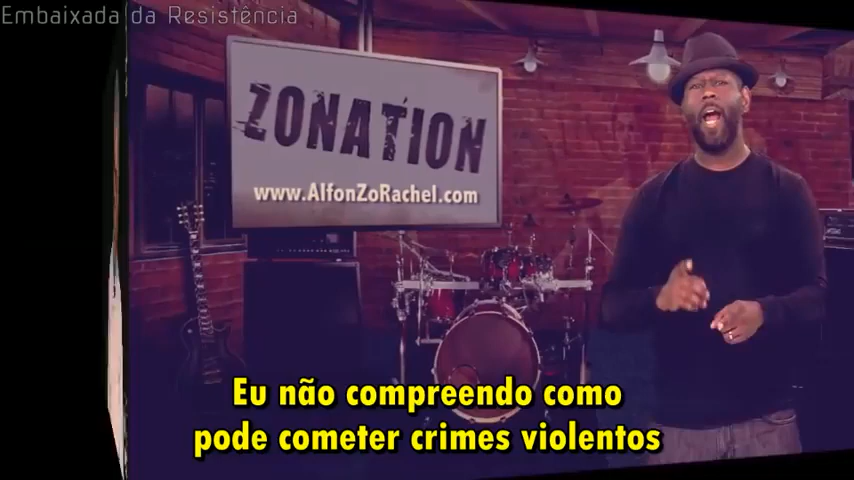 Embaixada da Resistência
ZONATION
www.AlfonZoRachel.com
Eu não compreendo como
pode cometer crimes violentos